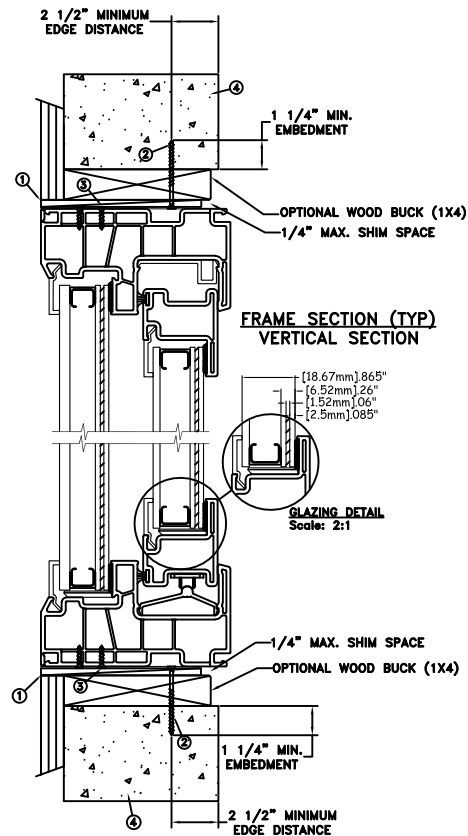 2 1/2" MINIMUM
EDGE DISTANCE
4
1 1/4" MIN.
EMBEDMENT
2
1
3
OPTIONAL WOOD BUCK (1X4)
1/4" MAX. SHIM SPACE
FRAME SECTION (TYP)
VERTICAL SECTION
[18.67mm].865"
[6.52mm].26"
[1.52mm].06"
[2.5mm].085"
GLAZING DETAIL
Scale: 2:1
1/4" MAX. SHIM SPACE
OPTIONAL WOOD BUCK (1X4)
1
3
2
1 1/4" MIN.
EMBEDMENT
4
2 1/2" MINIMUM
EDGE DISTANCE